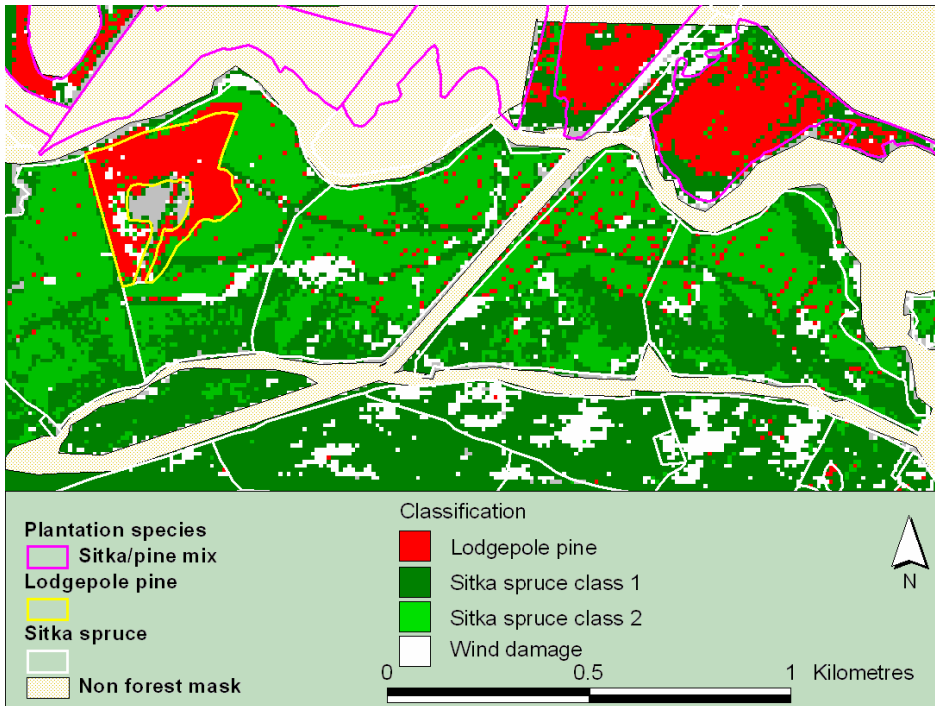 Plantation species
Sitka/pine mix
Lodgepole pine
Sitka spruce
Non forest mask
Classification
Lodgepole pine
Sitka spruce class 1
Sitka spruce class 2
Wind damage
0 0.5 1 Kilometres
N